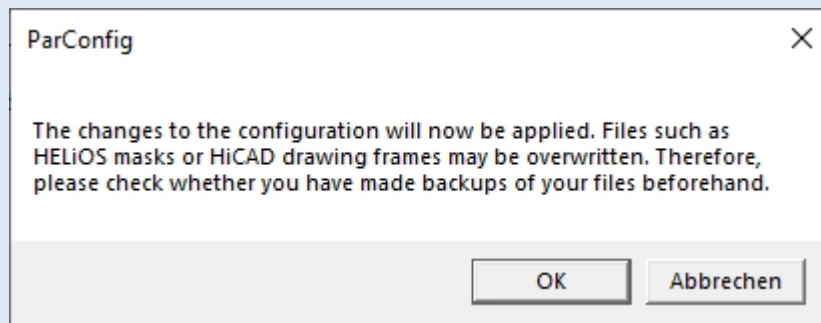 ParConfig
The changes to the configuration will now be applied. Files such as
HELiOS masks or HiCAD drawing frames may be overwritten. Therefore,
please check whether you have made backups of your files beforehand.
OK
Abbrechen